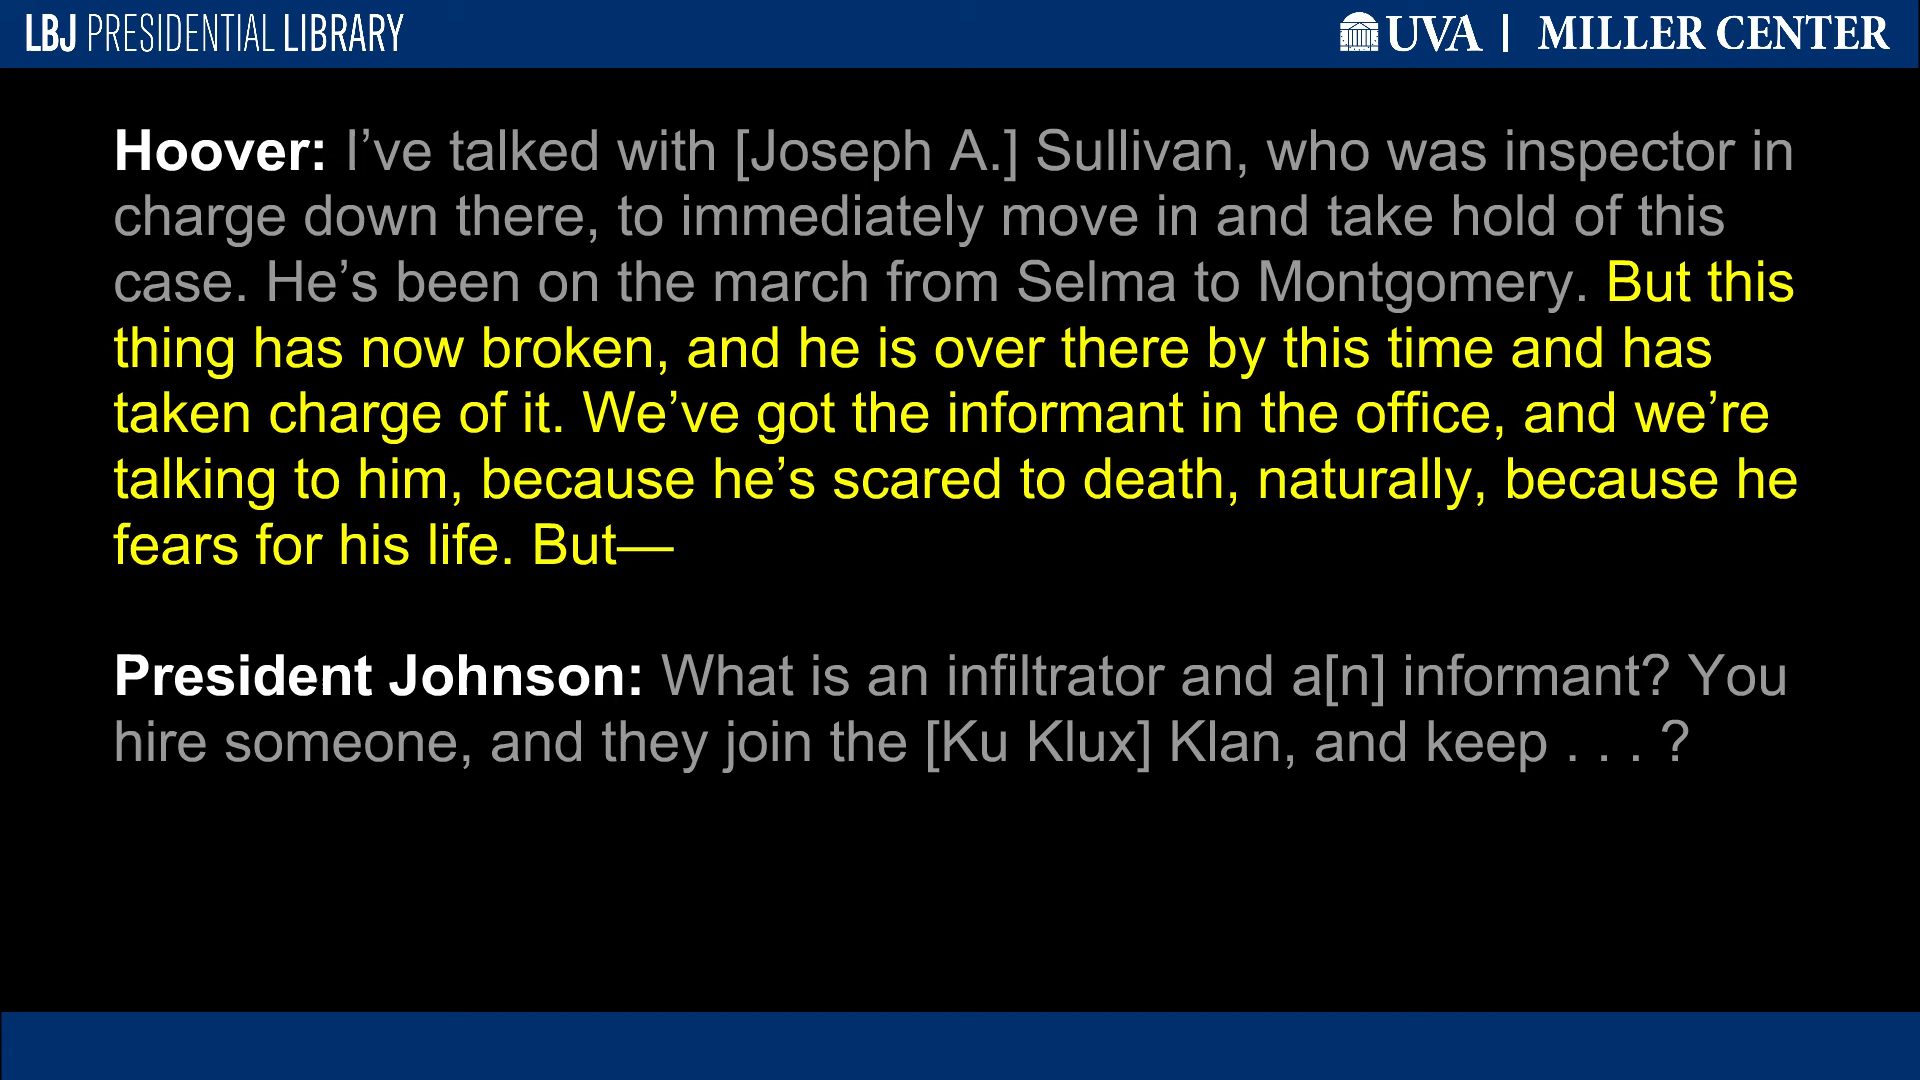 LBJ PRESIDENTIAL LIBRARY
UVA | MILLER CENTER
Hoover: I’ve talked with [Joseph A.] Sullivan, who was inspector in
charge down there, to immediately move in and take hold of this
case. He’s been on the march from Selma to Montgomery. But this
thing has now broken, and he is over there by this time and has
taken charge of it. We’ve got the informant in the office, and we’re
talking to him, because he’s scared to death, naturally, because he
fears for his life. But—
President Johnson: What is an infiltrator and a[n] informant? You
hire someone, and they join the [Ku Klux] Klan, and keep . . . ?